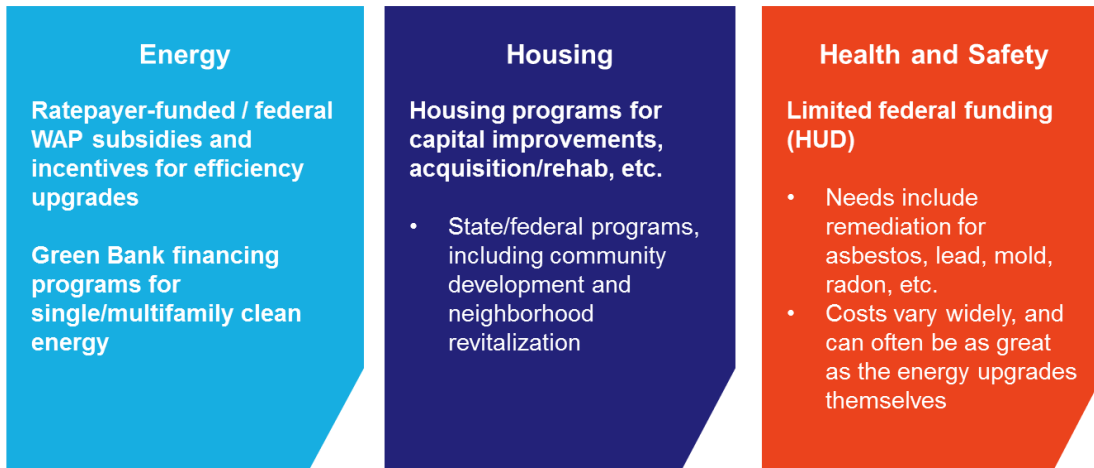 Energy
Ratepayer-funded / federal
WAP subsidies and
incentives for efficiency
upgrades
Green Bank financing
programs for
single/multifamily clean
energy
Housing
Housing programs for
capital improvements,
acquisition/rehab, etc.
• State/federal programs,
including community
development and
neighborhood
revitalization
Health and Safety
Limited federal funding
(HUD)
• Needs include
remediation for
asbestos, lead, mold,
radon, etc.
• Costs vary widely, and
can often be as great
as the energy upgrades
themselves